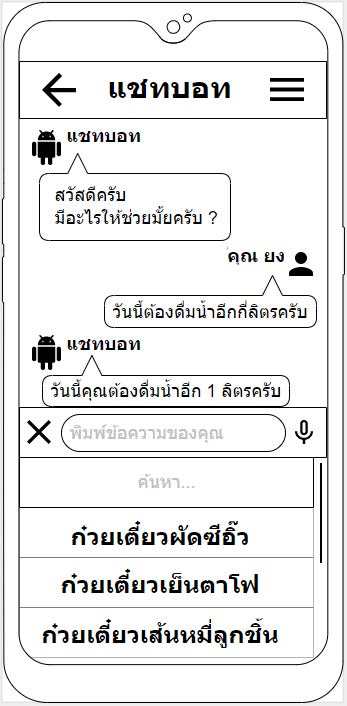 แชทบอท
แชทบอท
สวัสดีครับ
มีอะไรให้ช่วยมั้ยครับ ?
คุณ ยง
วันนี้ต้องดื่มน้ำอีกกี่ลิตรครับ
แชทบอท
วันนี้คุณต้องดื่มน้ำอีก 1 ลิตรครับ
พิมพ์ข้อความของคุณ
ค้นหา...
ก๋วยเตี๋ยวผัดซีอิ๊ว
ก๋วยเตี๋ยวเย็นตาโฟ
ก๋วยเตี๋ยวเส้นหมี่ลูกชิ้น